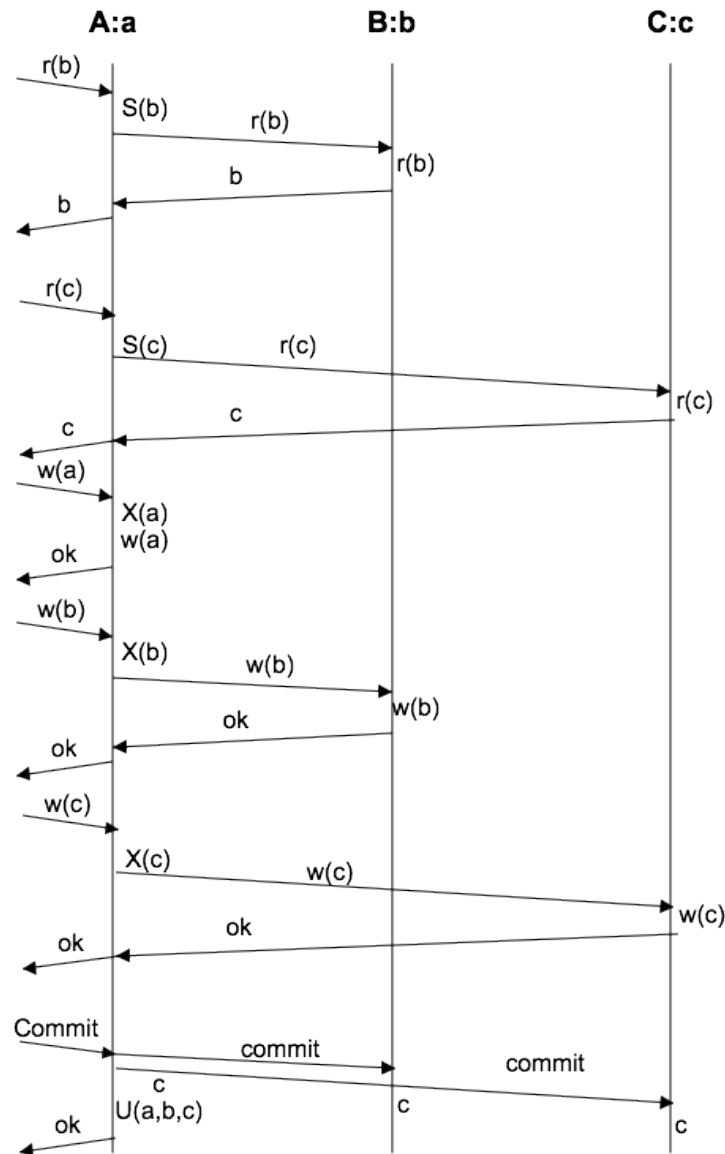 A:a B:b C:c
r(b)
S(b)
r(b)
r(b)
b
b
r(c)
S(c)
r(c)
r(c)
c
c
w(a)
X(a)
w(a)
ok
w(b)
X(b)
w(b)
w(b)
ok
ok
w(c)
X(c)
w(c)
w(c)
ok
ok
Commit
commit
commit
c
U(a,b,c)
c
c
ok